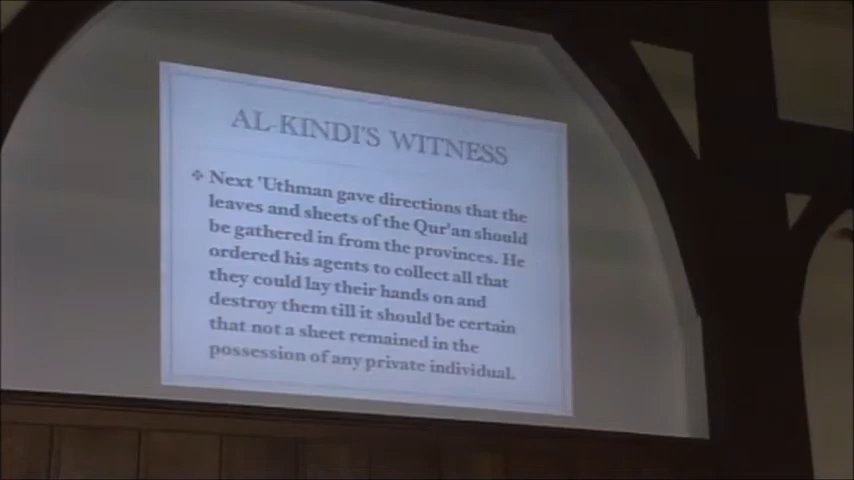 AL-KINDI'S WITNESS
❖ Next 'Uthman gave directions that the
leaves and sheets of the Qur'an should
be gathered in from the provinces. He
ordered his agents to collect all that
they could lay their hands on and
destroy them till it should be certain
that not a sheet remained in the
possession of any private individual.